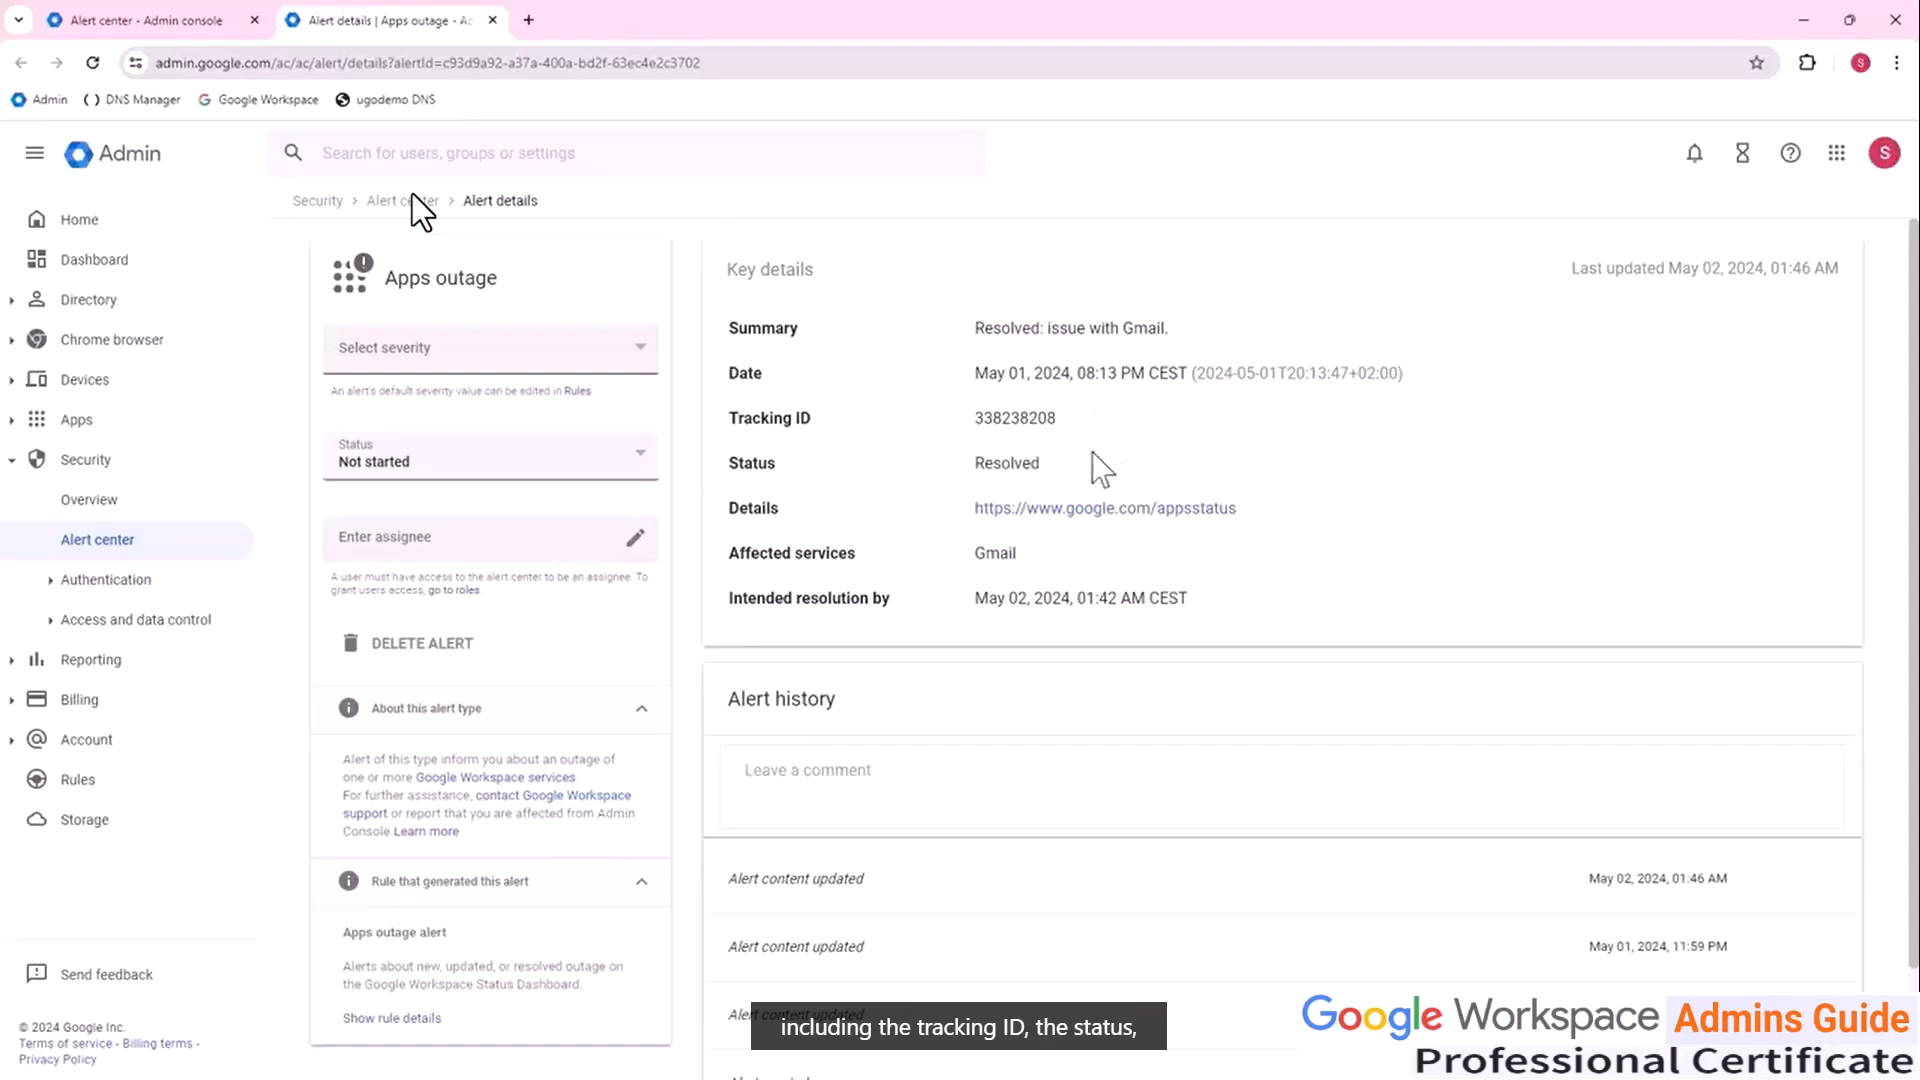 Alert center - Admin console
Alert details | Apps outage - Ac
admin.google.com/ac/ac/alert/details?alertId=c93d9a92-a37a-400a-bd2f-63ec4e2c3702
S
Admin
DNS Manager
Google Workspace
ugodemo DNS
Admin
Search for users, groups or settings
S
Security > Alert center > Alert details
Home
Dashboard
Directory
Chrome browser
Devices
Apps
Security
Overview
Alert center
Authentication
Access and data control
Reporting
Billing
Account
Rules
Storage
Send feedback
© 2024 Google Inc.
Terms of service - Billing terms -
Privacy Policy
Apps outage
Select severity
An alert's default severity value can be edited in Rules
Status
Not started
Enter assignee
A user must have access to the alert center to be an assignee. To
grant users access, go to roles.
DELETE ALERT
About this alert type
Alert of this type inform you about an outage of
one or more Google Workspace services.
For further assistance, contact Google Workspace
support or report that you are affected from Admin
Console.Learn more
Rule that generated this alert
Apps outage alert
Alerts about new, updated, or resolved outage on
the Google Workspace Status Dashboard.
Show rule details
Key details
Last updated May 02, 2024, 01:46 AM
Summary Resolved: issue with Gmail.
Date May 01, 2024, 08:13 PM CEST (2024-05-01T20:13:47+02:00)
Tracking ID 338238208
Status Resolved
Details https://www.google.com/appsstatus
Affected services Gmail
Intended resolution by May 02, 2024, 01:42 AM CEST
Alert history
Leave a comment
Alert content updated May 02, 2024, 01:46 AM
Alert content updated May 01, 2024, 11:59 PM
including the tracking ID, the status,
Google Workspace Admins Guide
Professional Certificate